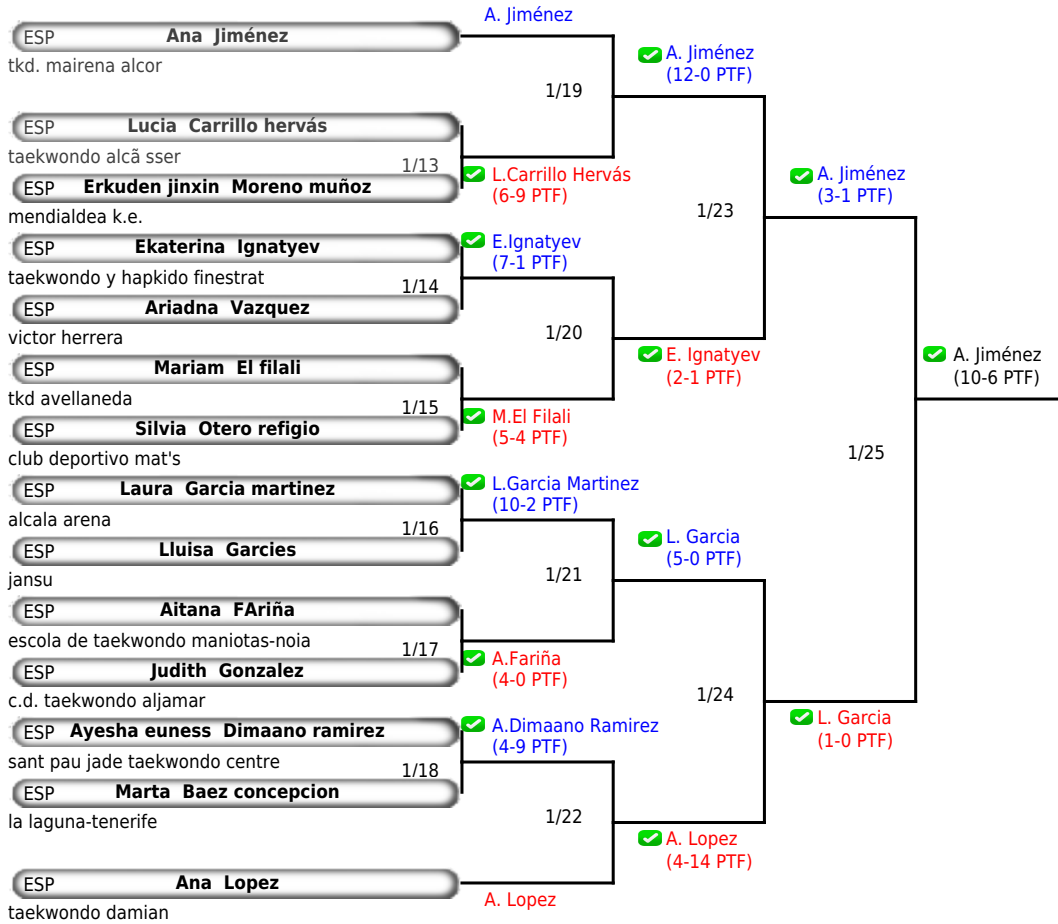 A. Jiménez
ESP Ana Jiménez
tkd. mairena alcor
A. Jiménez
(12-0 PTF)
1/19
ESP Lucia Carrillo hervás
taekwondo alcã sser
1/13
L.Carrillo Hervás
(6-9 PTF)
ESP Erkuden jinxin Moreno muñoz
mendialdea k.e.
A. Jiménez
(3-1 PTF)
1/23
ESP Ekaterina Ignatyev
taekwondo y hapkido finestrat
E.Ignatyev
(7-1 PTF)
1/14
ESP Ariadna Vazquez
victor herrera
1/20
E. Ignatyev
(2-1 PTF)
A. Jiménez
(10-6 PTF)
ESP Mariam El filali
tkd avellaneda
1/15
M.El Filali
(5-4 PTF)
ESP Silvia Otero refigio
club deportivo mat's
1/25
ESP Laura Garcia martinez
alcala arena
L.Garcia Martinez
(10-2 PTF)
1/16
ESP Lluisa Garcies
jansu
L. Garcia
(5-0 PTF)
1/21
ESP Aitana FAriña
escola de taekwondo maniotas-noia
1/17
A.Fariña
(4-0 PTF)
ESP Judith Gonzalez
c.d. taekwondo aljamar
1/24
L. Garcia
(1-0 PTF)
ESP Ayesha euness Dimaano ramirez
sant pau jade taekwondo centre
A.Dimaano Ramirez
(4-9 PTF)
1/18
ESP Marta Baez concepcion
la laguna-tenerife
1/22
A. Lopez
(4-14 PTF)
ESP Ana Lopez
taekwondo damian
A. Lopez